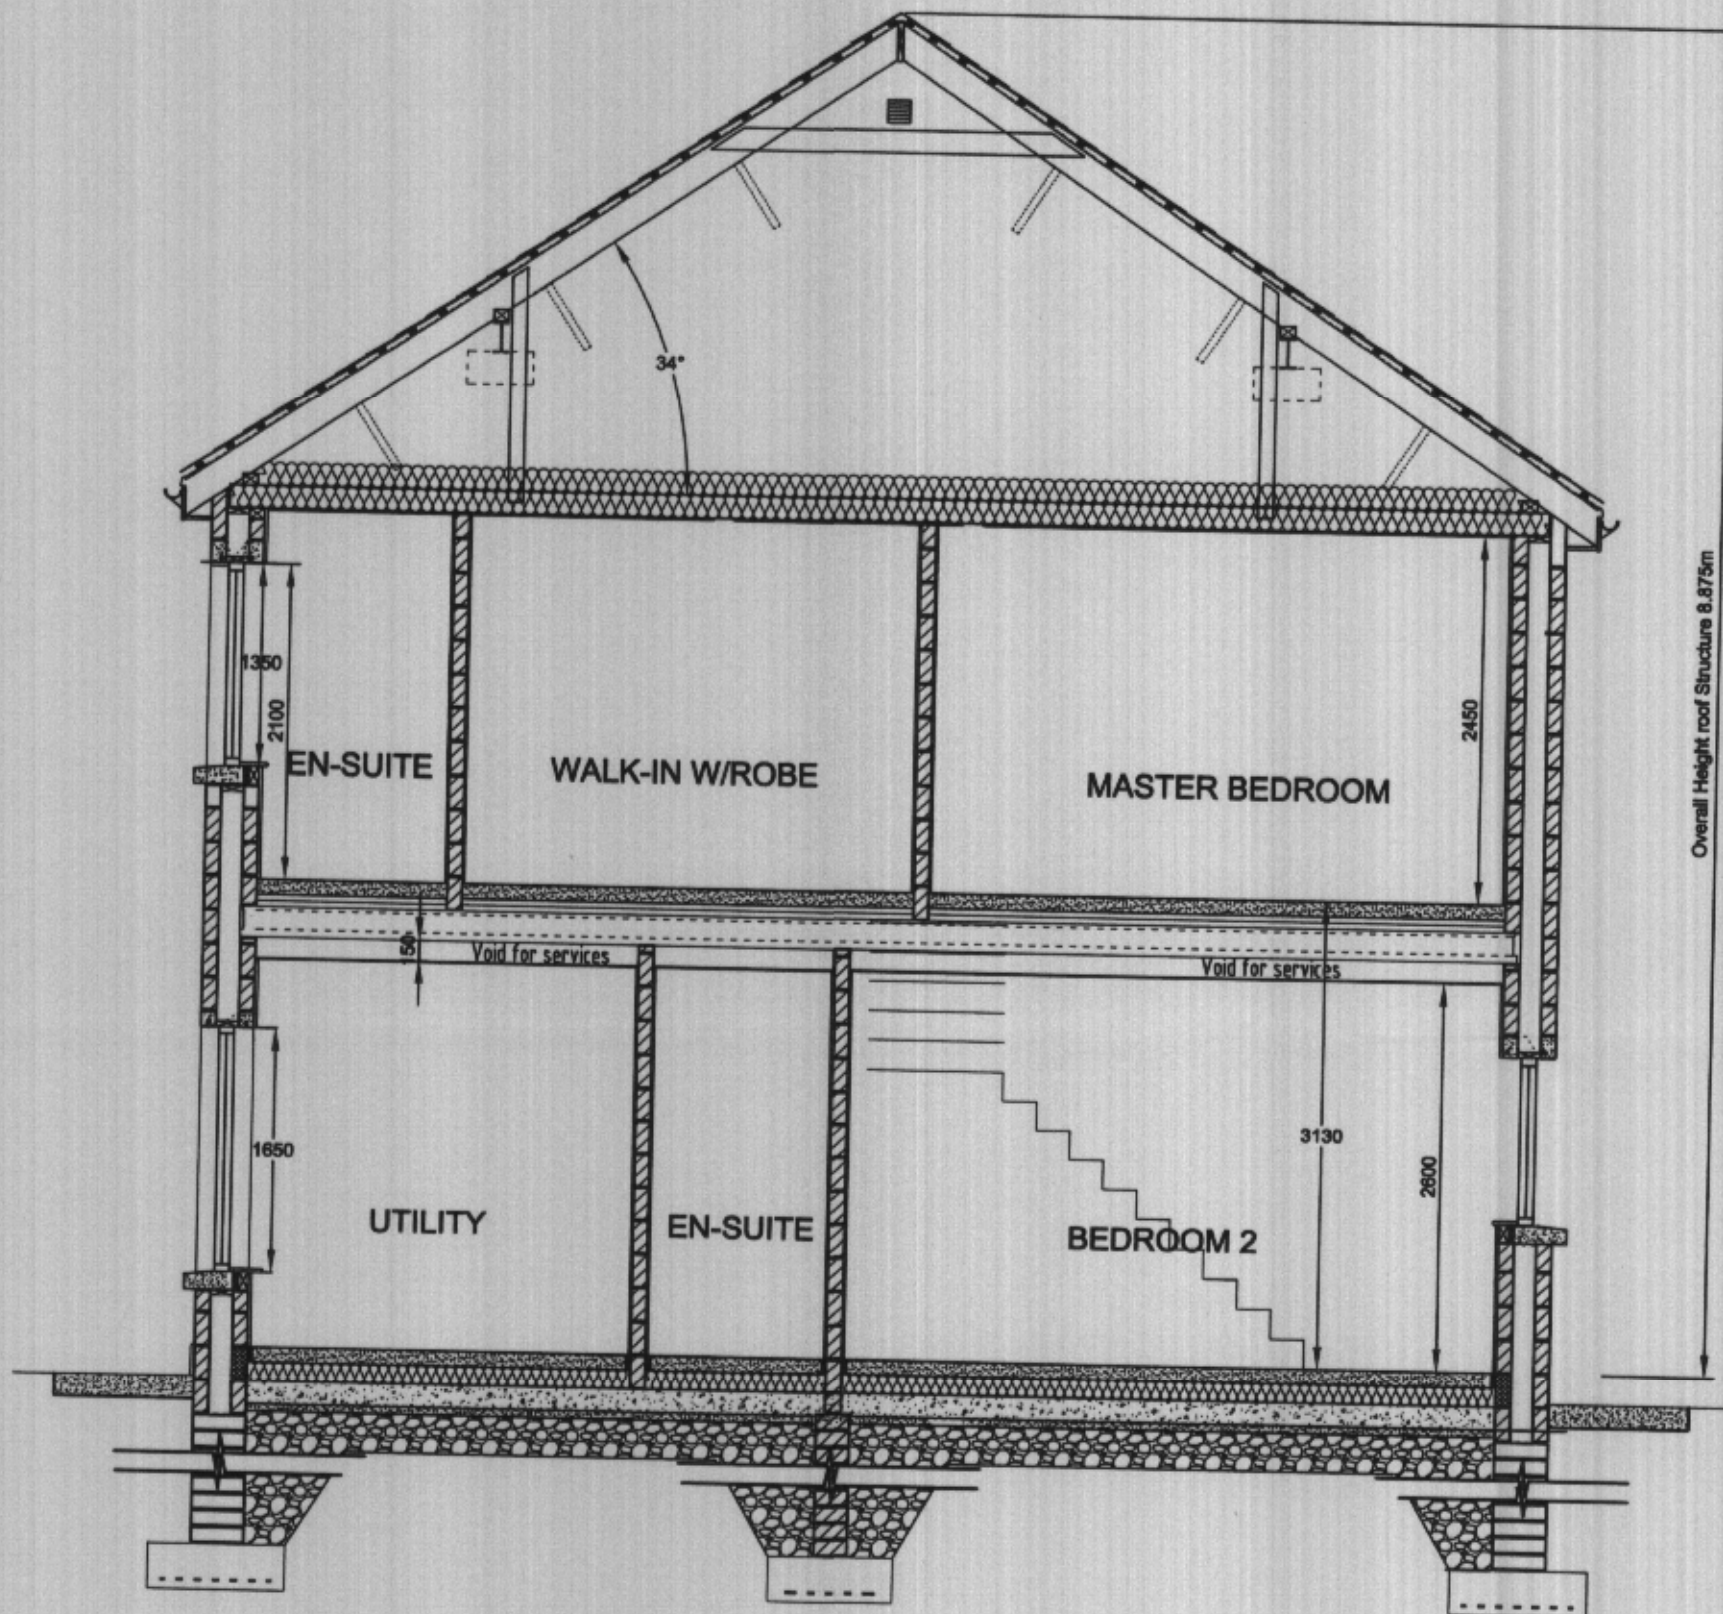 34°
Overall Height roof Structure 8.875m
1350
2100
2450
EN-SUITE
WALK-IN W/ROBE
MASTER BEDROOM
150
Void for services
Void for services
1650
3130
2600
UTILITY
EN-SUITE
BEDROOM 2